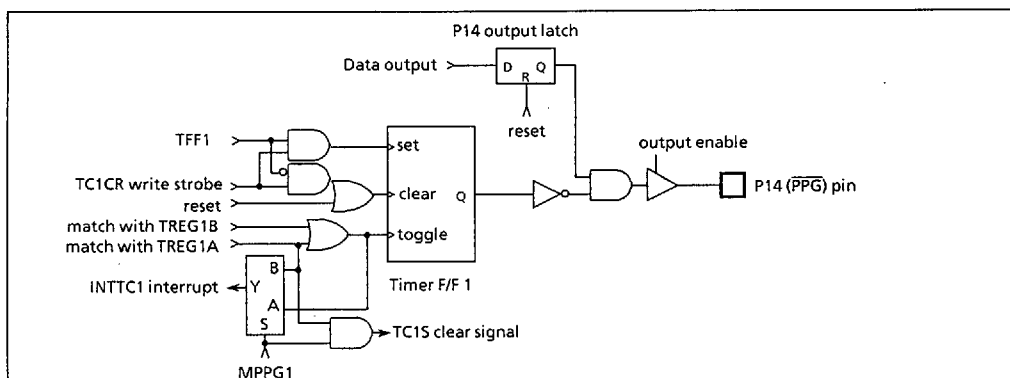 P14 output latch
Data output
D Q
R
reset
TFF1
set
output enable
TC1CR write strobe
clear
Q
P14 (PPG) pin
reset
match with TREG1B
toggle
match with TREG1A
B
INTTC1 interrupt
Y
Timer F/F 1
A
S
TC1S clear signal
MPPG1